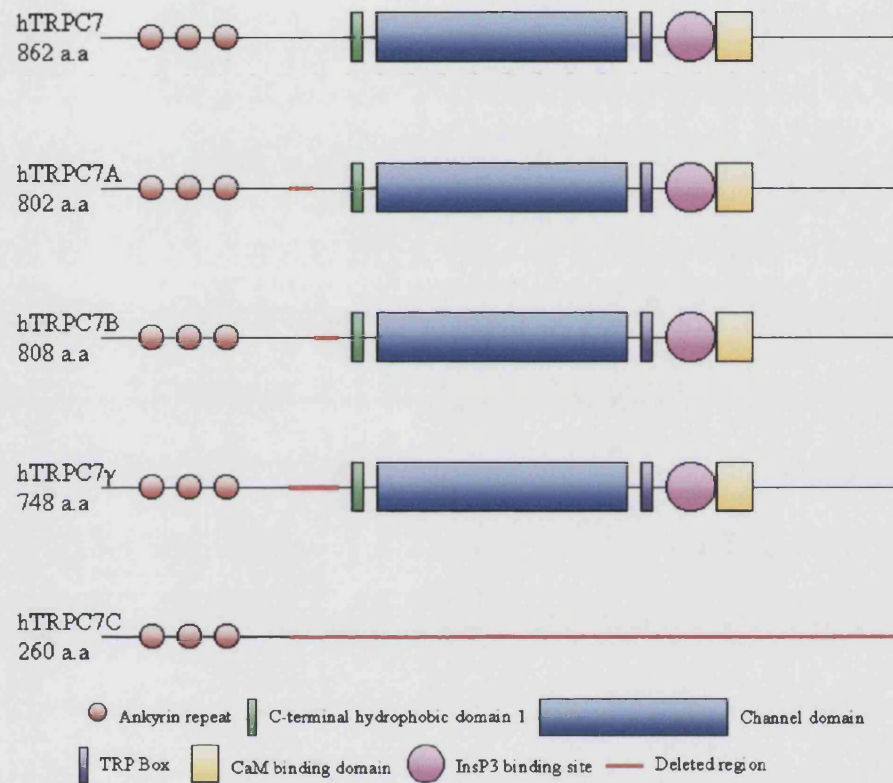 hTRPC7
862 a.a
hTRPC7A
802 a.a
hTRPC7B
808 a.a
hTRPC7γ
748 a.a
hTRPC7C
260 a.a
Ankyrin repeat
C-terminal hydrophobic domain 1
Channel domain
TRP Box
CaM binding domain
InsP3 binding site
Deleted region